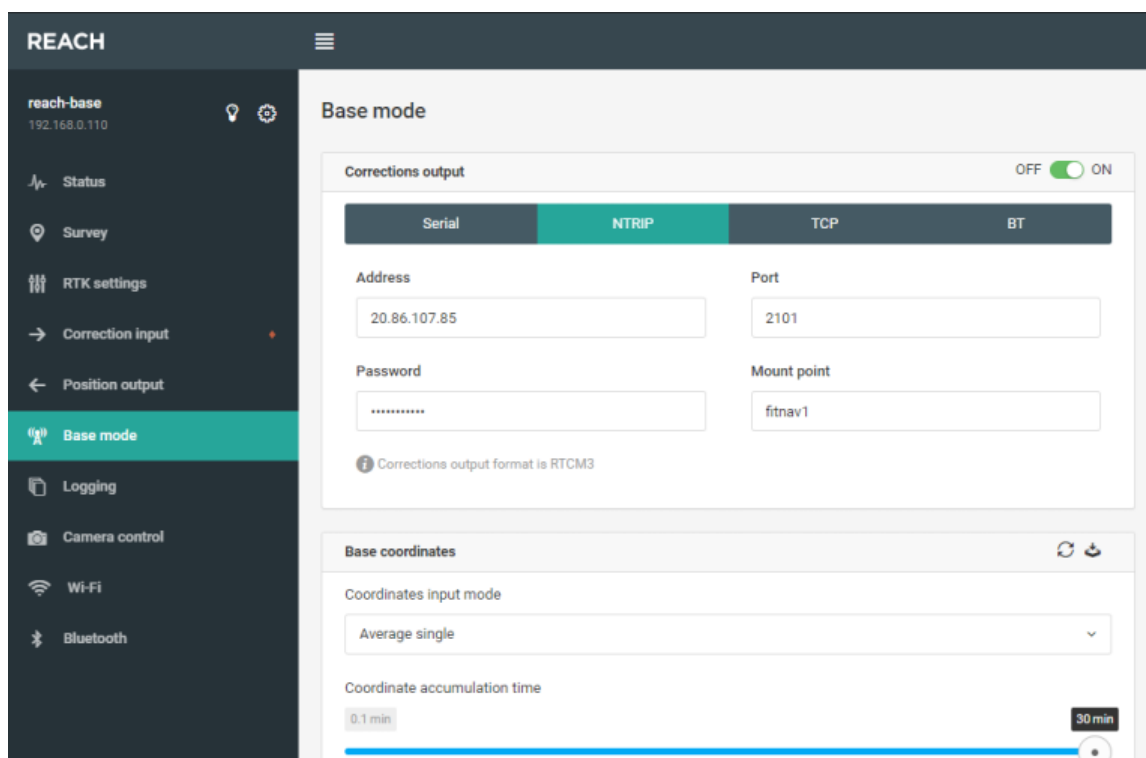 REACH
reach-base
192.168.0.110
Status
Survey
RTK settings
Correction input
Position output
Base mode
Logging
Camera control
Wi-Fi
Bluetooth
Base mode
Corrections output
OFF ON
Serial NTRIP TCP BT
Address Port
20.86.107.85 2101
Password Mount point
••••••••••• fitnav1
Corrections output format is RTCM3
Base coordinates
Coordinates input mode
Average single
Coordinate accumulation time
0.1 min 30 min